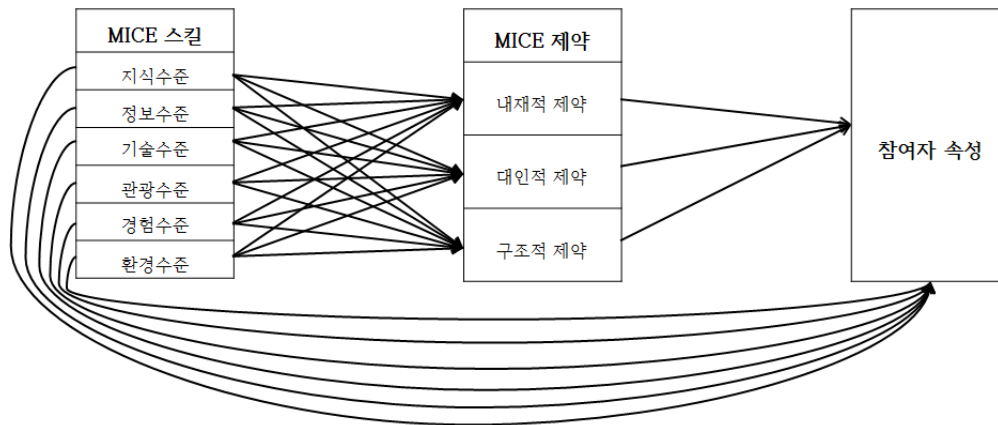 MICE 스킬
지식수준
정보수준
기술수준
관광수준
경험수준
환경수준
MICE 제약
내재적 제약
대인적 제약
구조적 제약
참여자 속성